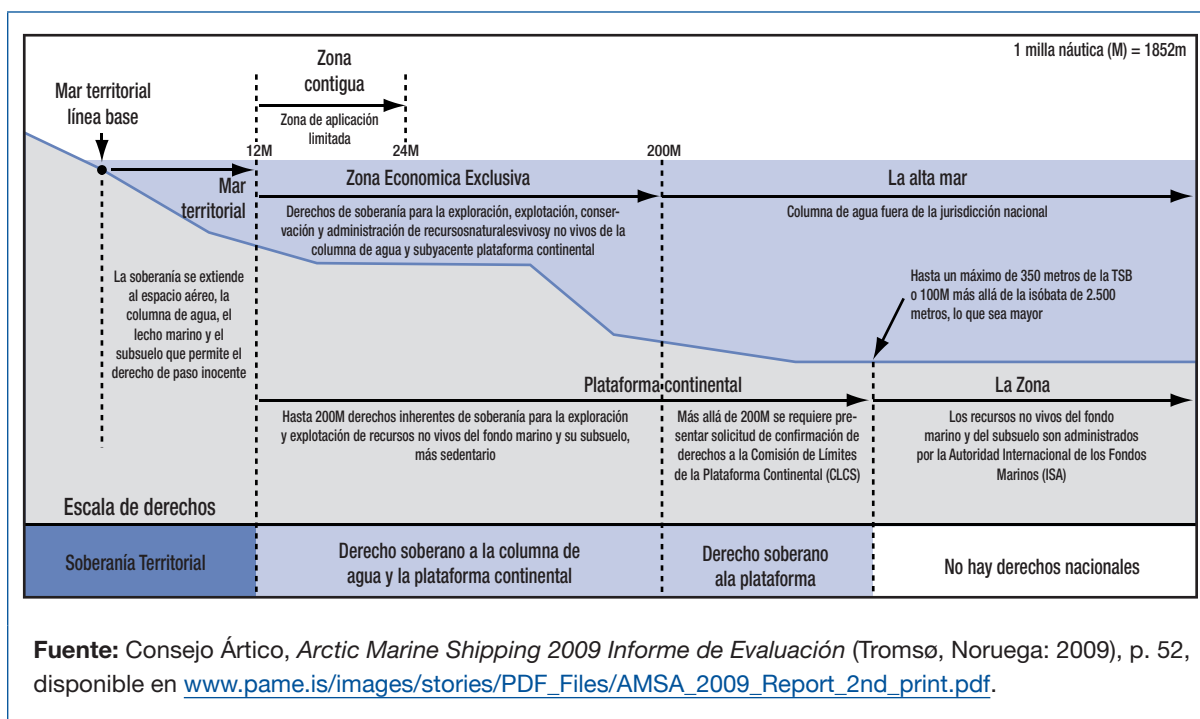 1 milla náutica (M) = 1852m
Zona
contigua
Mar territorial
línea base
Zona de aplicación
limitada
12M
24M
200M
Mar
territorial
Zona Economica Exclusiva
La alta mar
Derechos de soberanía para la exploración, explotación, conser-
vación y administración de recursosnaturalesvivosy no vivos de la
columna de agua y subyacente plataforma continental
Columna de agua fuera de la jurisdicción nacional
La soberanía se extiende
al espacio aéreo, la
columna de agua, el
lecho marino y el
subsuelo que permite el
derecho de paso inocente
Hasta un máximo de 350 metros de la TSB
o 100M más allá de la isóbata de 2.500
metros, lo que sea mayor
Plataforma continental
La Zona
Hasta 200M derechos inherentes de soberanía para la exploración
y explotación de recursos no vivos del fondo marino y su subsuelo,
más sedentario
Más allá de 200M se requiere pre-
sentar solicitud de confirmación de
derechos a la Comisión de Límites
de la Plataforma Continental (CLCS)
Los recursos no vivos del fondo
marino y del subsuelo son administrados
por la Autoridad Internacional de los Fondos
Marinos (ISA)
Escala de derechos
Soberanía Territorial
Derecho soberano a la columna de
agua y la plataforma continental
Derecho soberano
ala plataforma
No hay derechos nacionales
Fuente: Consejo Ártico, Arctic Marine Shipping 2009 Informe de Evaluación (Tromsø, Noruega: 2009), p. 52,
disponible en www.pame.is/images/stories/PDF_Files/AMSA_2009_Report_2nd_print.pdf.